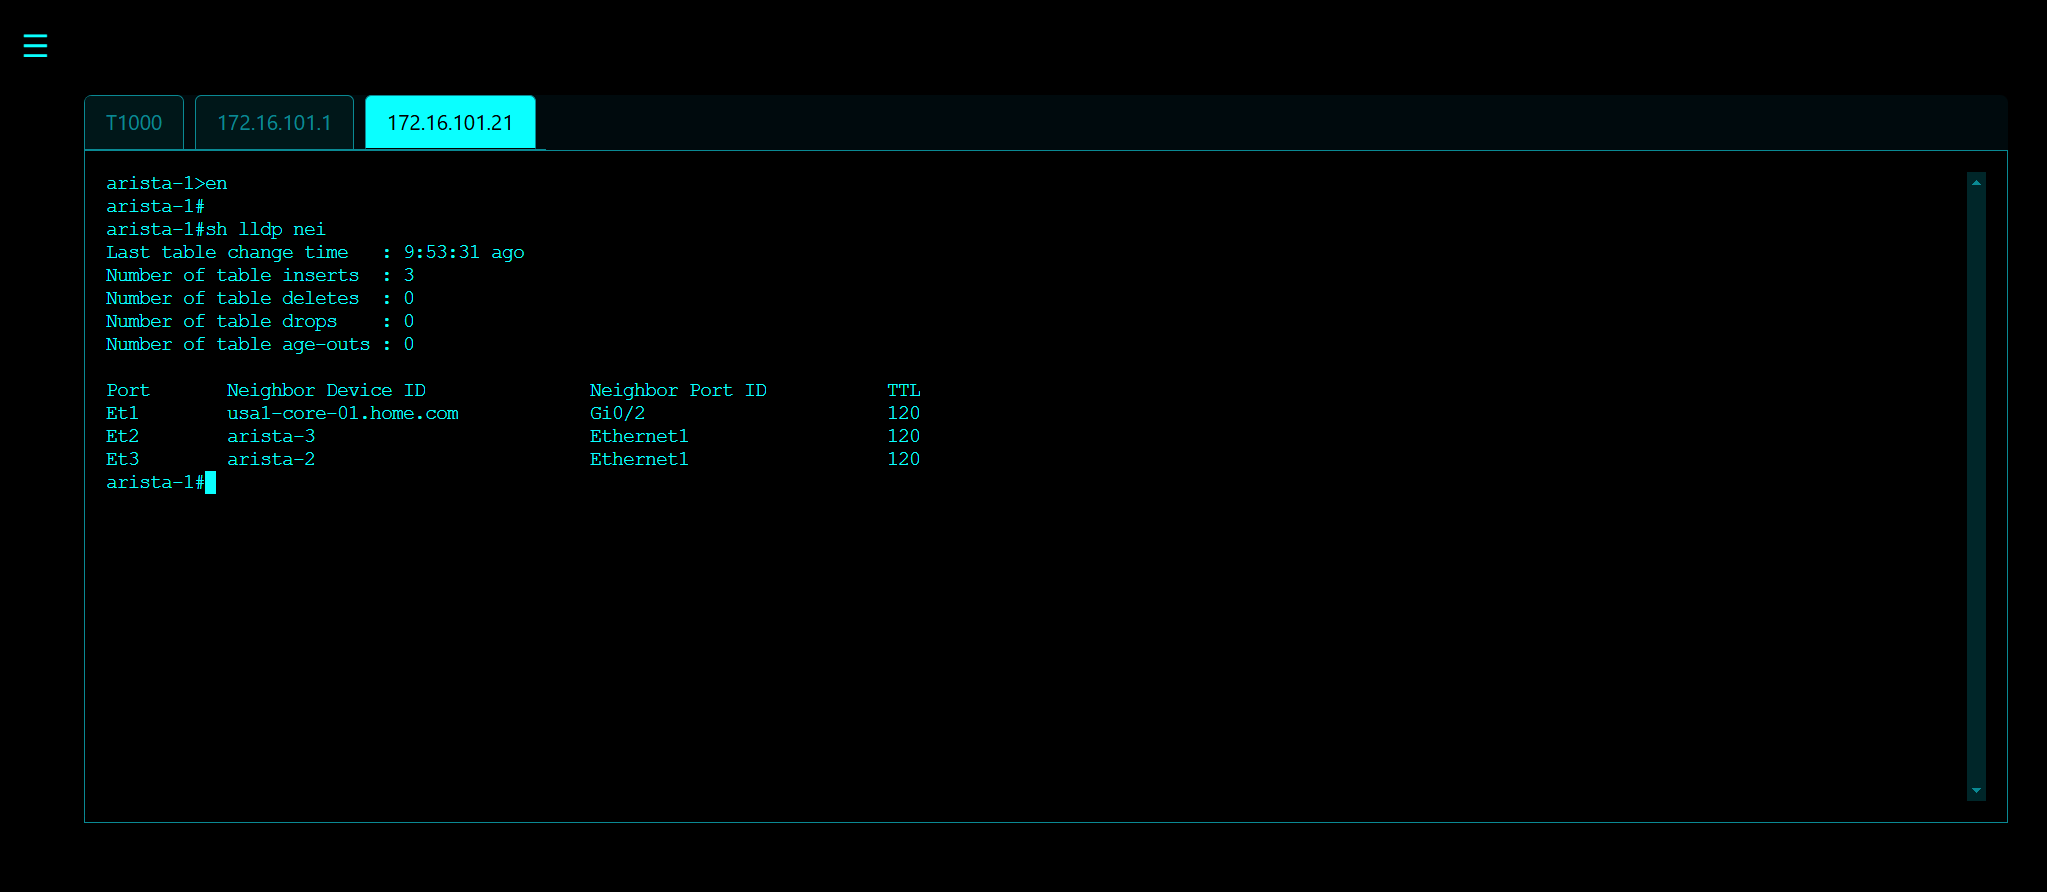 ☰
T1000 172.16.101.1 172.16.101.21
arista-1>en
arista-1#
arista-1#sh lldp nei
Last table change time   : 9:53:31 ago
Number of table inserts  : 3
Number of table deletes  : 0
Number of table drops    : 0
Number of table age-outs : 0
Port       Neighbor Device ID               Neighbor Port ID           TTL
Et1        usa1-core-01.home.com            Gi0/2                      120
Et2        arista-3                         Ethernet1                  120
Et3        arista-2                         Ethernet1                  120
arista-1#